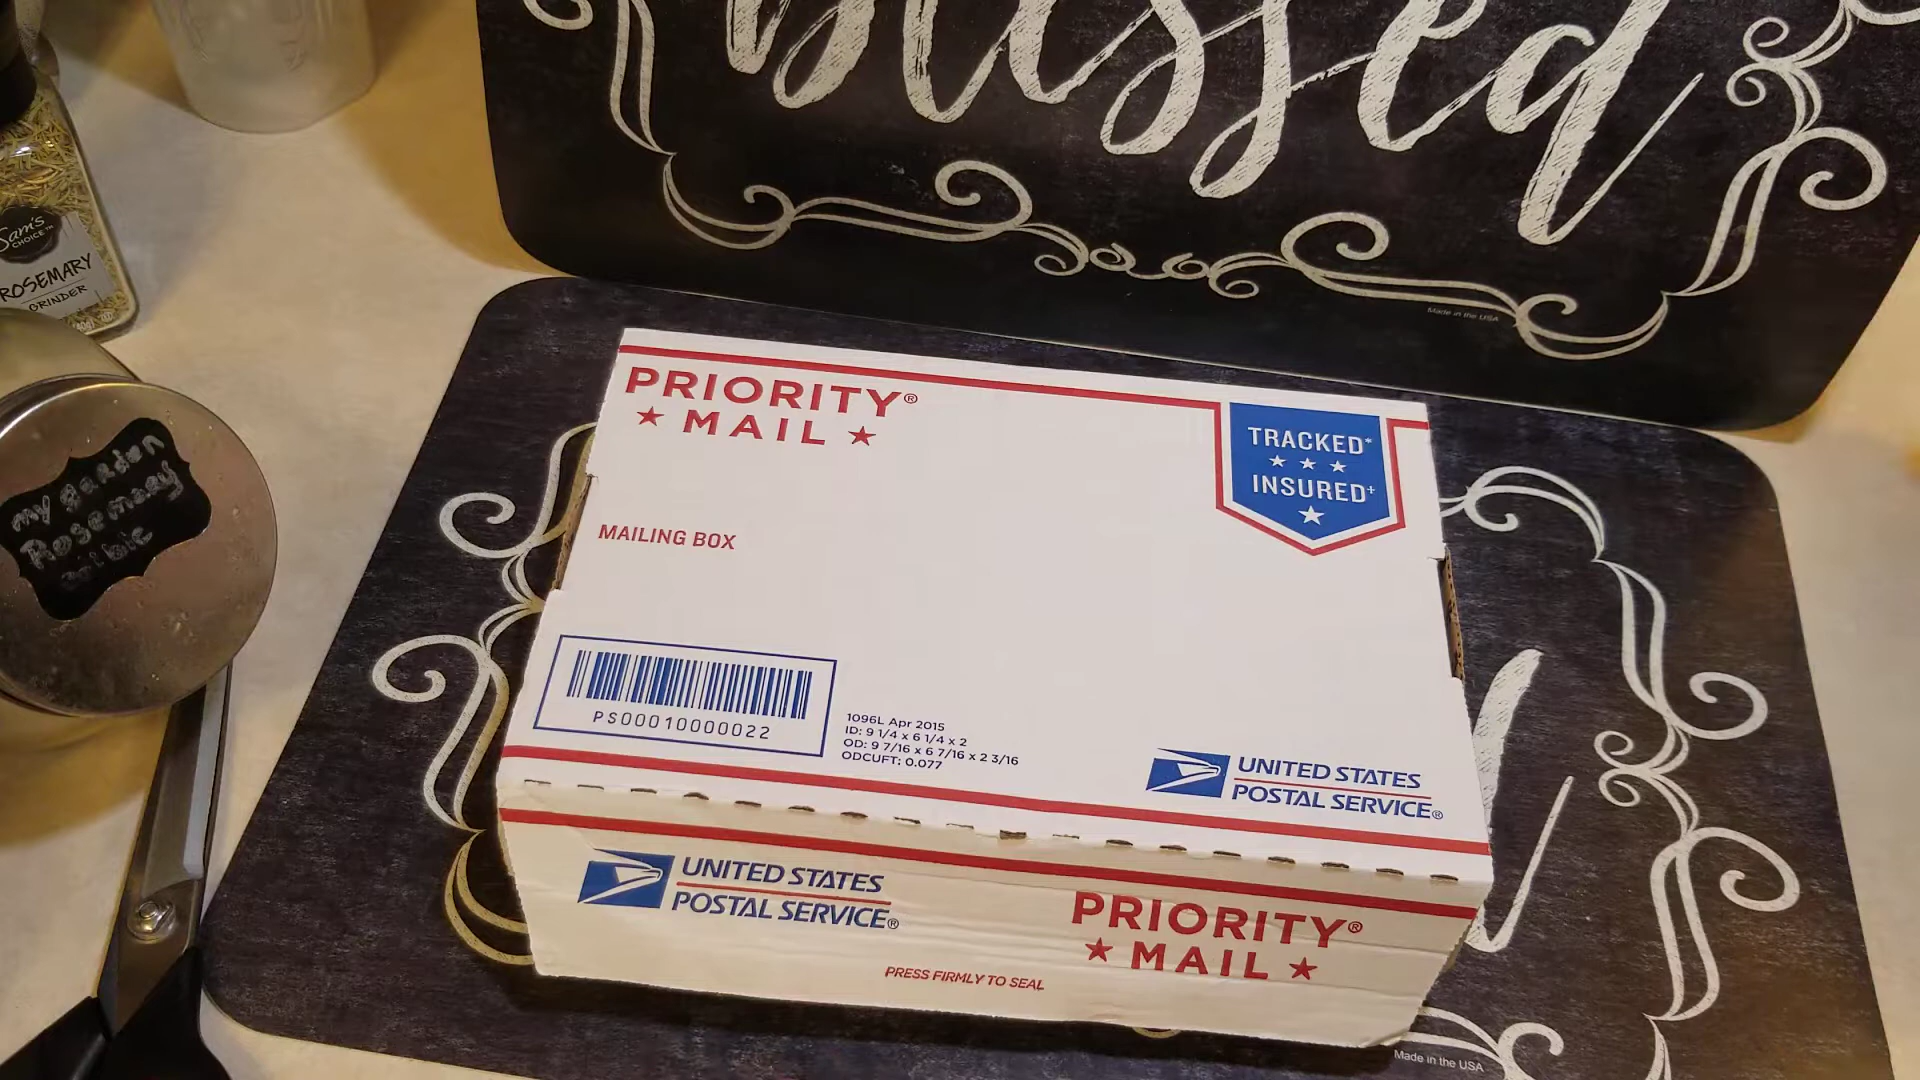 Blessed
Made in the USA
Sam's
CHOICE™
ROSEMARY
GRINDER
my garden
Rosemary
PRIORITY®
★ MAIL ★
TRACKED*
★ ★ ★
INSURED+
★
MAILING BOX
PS00010000022
1096L Apr 2015
ID: 9 1/4 x 6 1/4 x 2
OD: 9 7/16 x 6 7/16 x 2 3/16
ODCUFT: 0.077
UNITED STATES
POSTAL SERVICE®
UNITED STATES
POSTAL SERVICE®
PRIORITY®
★ MAIL ★
PRESS FIRMLY TO SEAL
Made in the USA